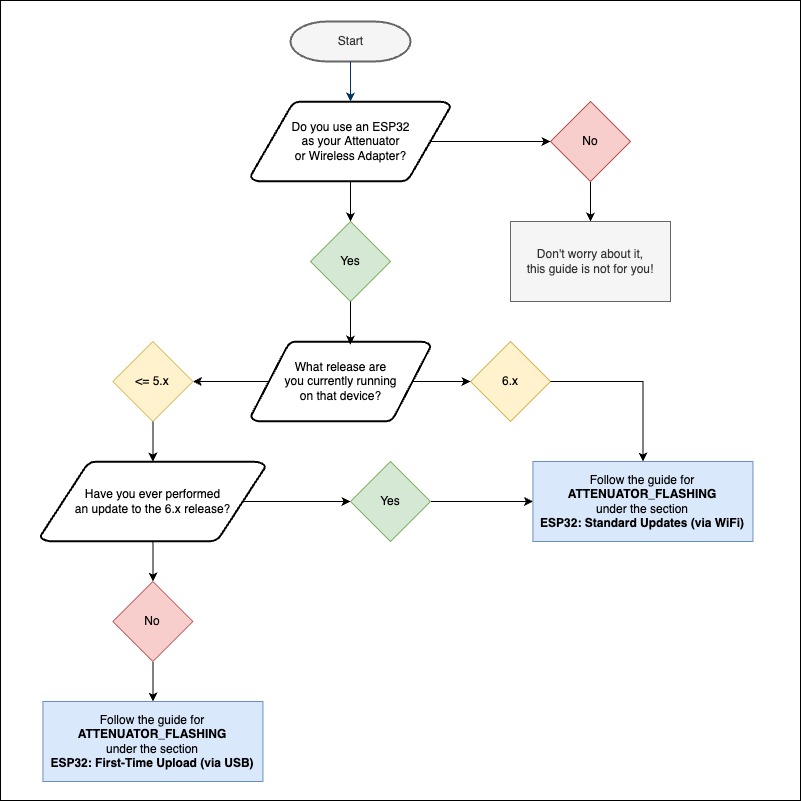 Start
Do you use an ESP32
as your Attenuator
or Wireless Adapter?
No
Yes
Don't worry about it,
this guide is not for you!
<= 5.x
What release are
you currently running
on that device?
6.x
Have you ever performed
an update to the 6.x release?
Yes
Follow the guide for
ATTENUATOR_FLASHING
under the section
ESP32: Standard Updates (via WiFi)
No
Follow the guide for
ATTENUATOR_FLASHING
under the section
ESP32: First-Time Upload (via USB)